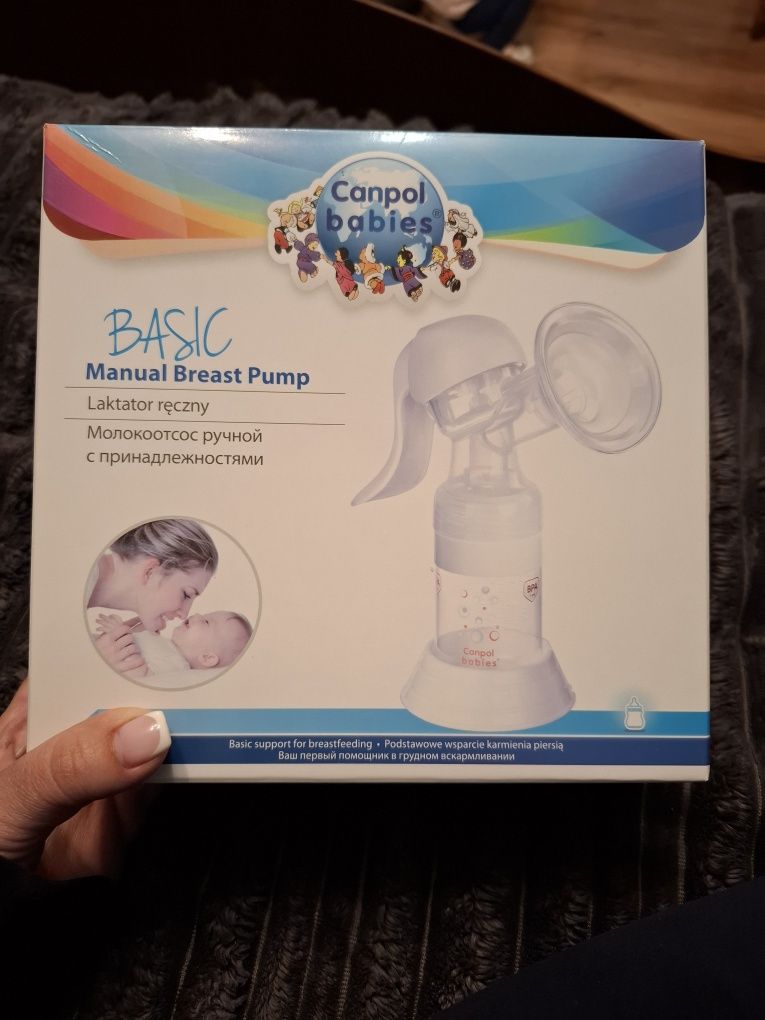 Canpol
babies®
BASIC
Manual Breast Pump
Laktator ręczny
Молокоотсос ручной
с принадлежностями
BPA
Canpol
babies
Basic support for breastfeeding • Podstawowe wsparcie karmienia piersią
Ваш первый помощник в грудном вскармливании